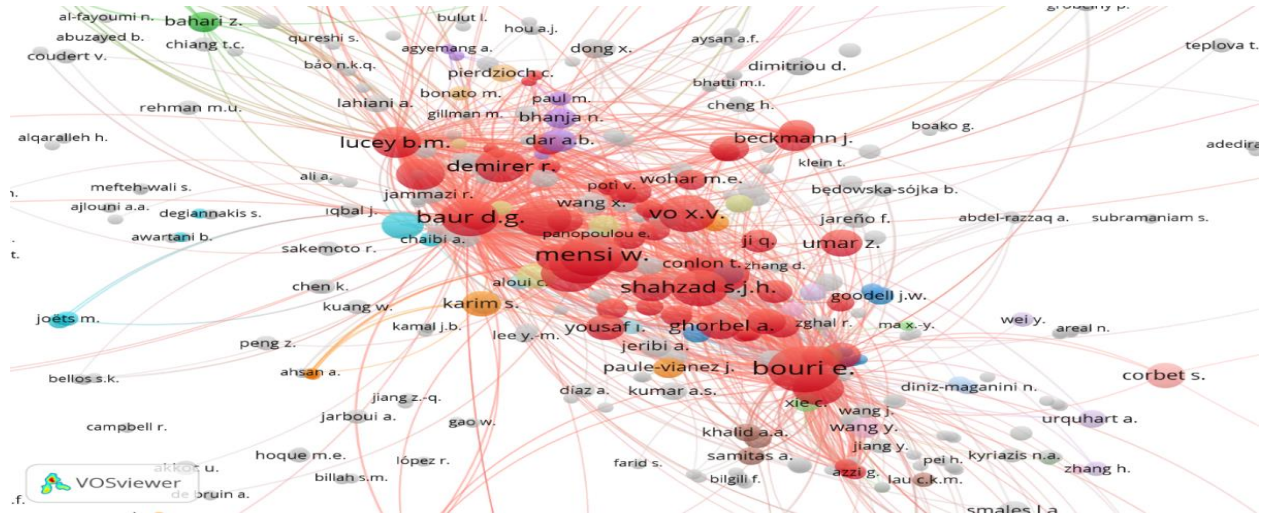 al-fayoumi n.
bahari z.
bulut i.
hou a.j.
abuzayed b.
chiang t.c.
qureshi s.
agyemang a.
dong x.
aysan a.f.
teplova t.
coudert v.
bảo n.k.q.
pierdzioch c.
dimitriou d.
bhatti m.i.
rehman m.u.
lahiani a.
bonato m.
paul m.
cheng h.
gillman m.
bhanja n.
boako g.
alqaralleh h.
lucey b.m.
dar a.b.
beckmann j.
adedira
demirer r.
klein t.
ali a.
wohar m.e.
mefteh-wali s.
jammazi r.
poti v.
będowska-sójka b.
ajlouni a.a.
degiannakis s.
iqbal j.
baur d.g.
wang x.
vo x.v.
jareño f.
abdel-razzaq a.
subramaniam s.
awartani b.
chaibi a.
panopoulou e.
ji q.
umar z.
sakemoto r.
mensi w.
conlon t.
zhang d.
chen k.
aloui c.
shahzad s.j.h.
goodell j.w.
kuang w.
karim s.
joëts m.
kamal j.b.
lee y.-m.
yousaf i.
ghorbel a.
zghal r.
ma x.-y.
wei y.
areal n.
peng z.
jeribi a.
bellos s.k.
ahsan a.
paule-vianez j.
bouri e.
corbet s.
díaz a.
kumar a.s.
diniz-maganini n.
jiang z.-q.
xie c.
wang j.
campbell r.
jarboui a.
gao w.
khalid a.a.
wang y.
urquhart a.
jiang y.
hoque m.e.
lópez r.
farid s.
samitas a.
azzi g.
pei h.
kyriazis n.a.
zhang h.
akkoc u.
billah s.m.
bilgili f.
lau c.k.m.
VOSviewer
de bruin a.
smales l.a.